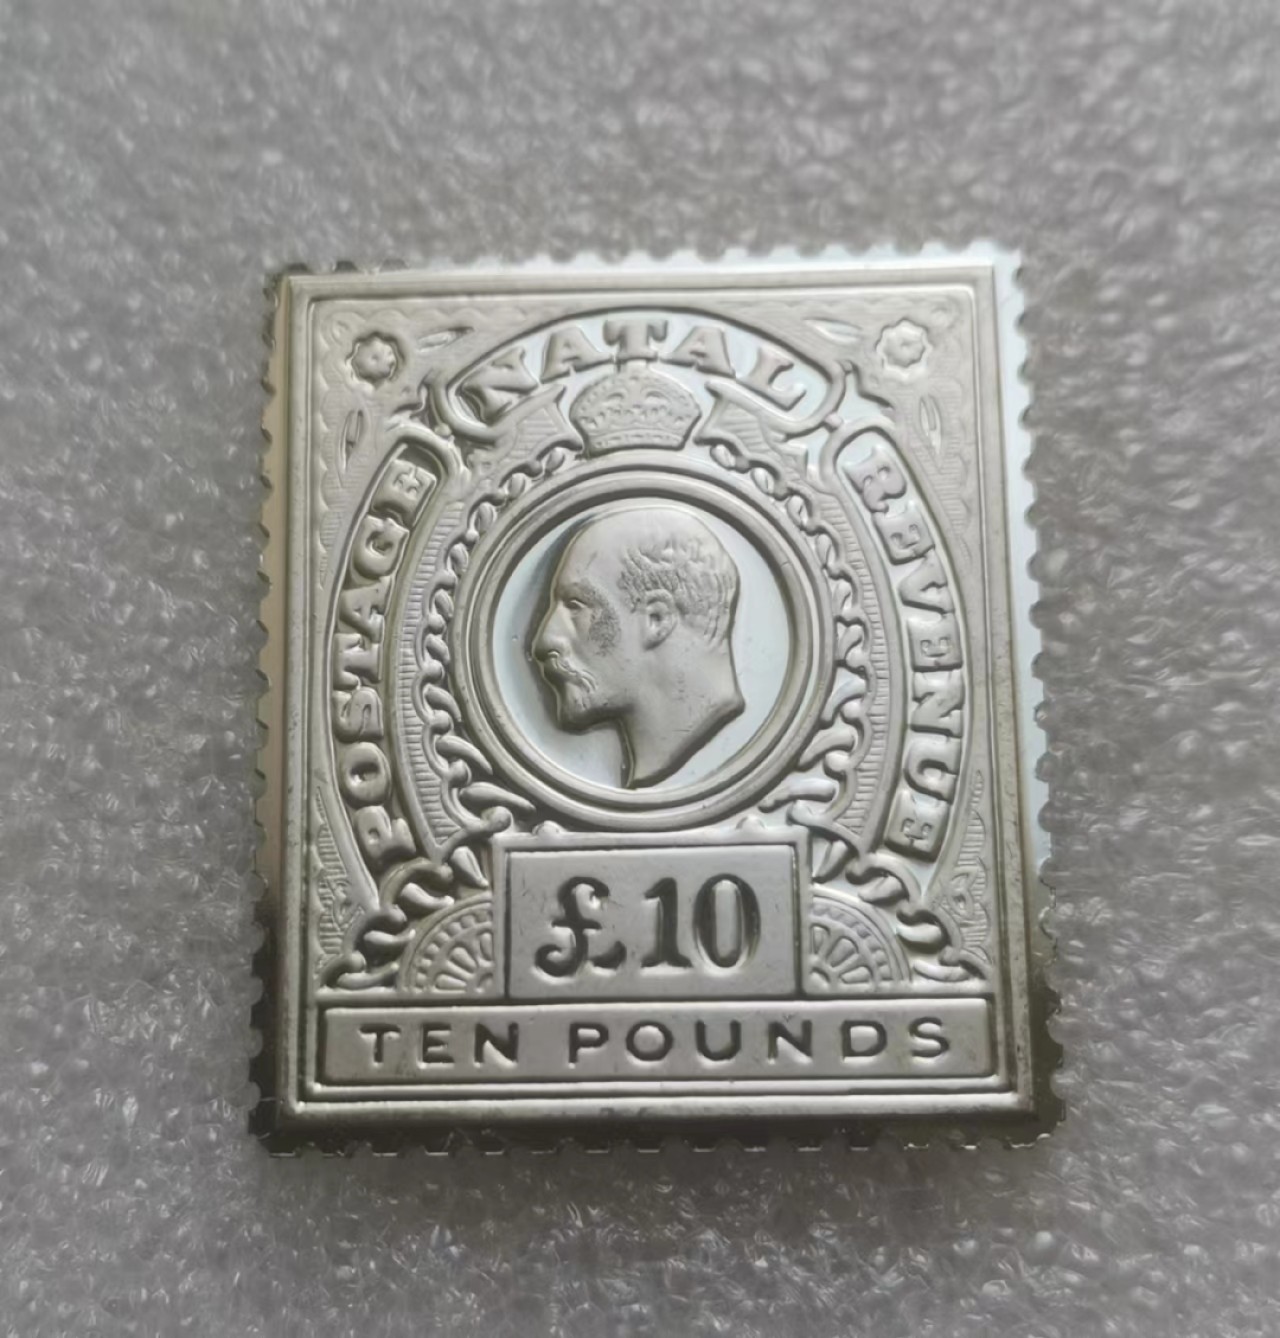 NATAL
POSTAGE
REVENUE
£10
TEN POUNDS